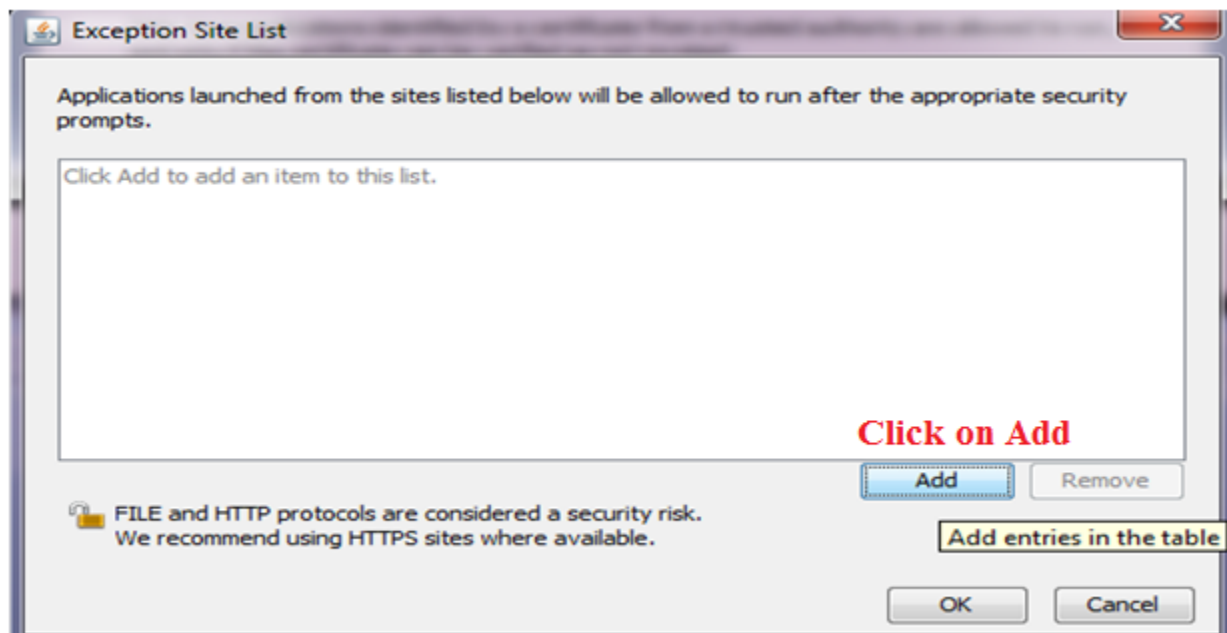 Exception Site List
Applications launched from the sites listed below will be allowed to run after the appropriate security
prompts.
Click Add to add an item to this list.
Click on Add
Add
Remove
FILE and HTTP protocols are considered a security risk.
We recommend using HTTPS sites where available.
Add entries in the table
OK
Cancel